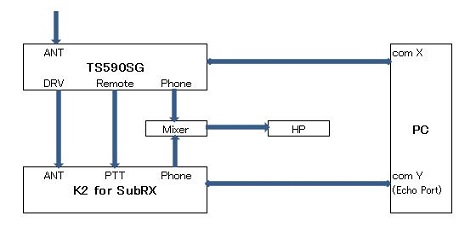 ANT
TS590SG
DRV Remote Phone
Mixer
HP
ANT PTT Phone
K2 for SubRX
com X
PC
com Y
(Echo Port)